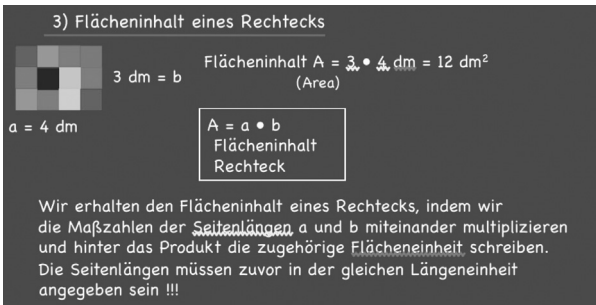 3) Flächeninhalt eines Rechtecks
Flächeninhalt A = 3 • 4 dm = 12 dm²
(Area)
3 dm = b
a = 4 dm
A = a • b
Flächeninhalt
Rechteck
Wir erhalten den Flächeninhalt eines Rechtecks, indem wir
die Maßzahlen der Seitenlängen a und b miteinander multiplizieren
und hinter das Produkt die zugehörige Flächeneinheit schreiben.
Die Seitenlängen müssen zuvor in der gleichen Längeneinheit
angegeben sein !!!